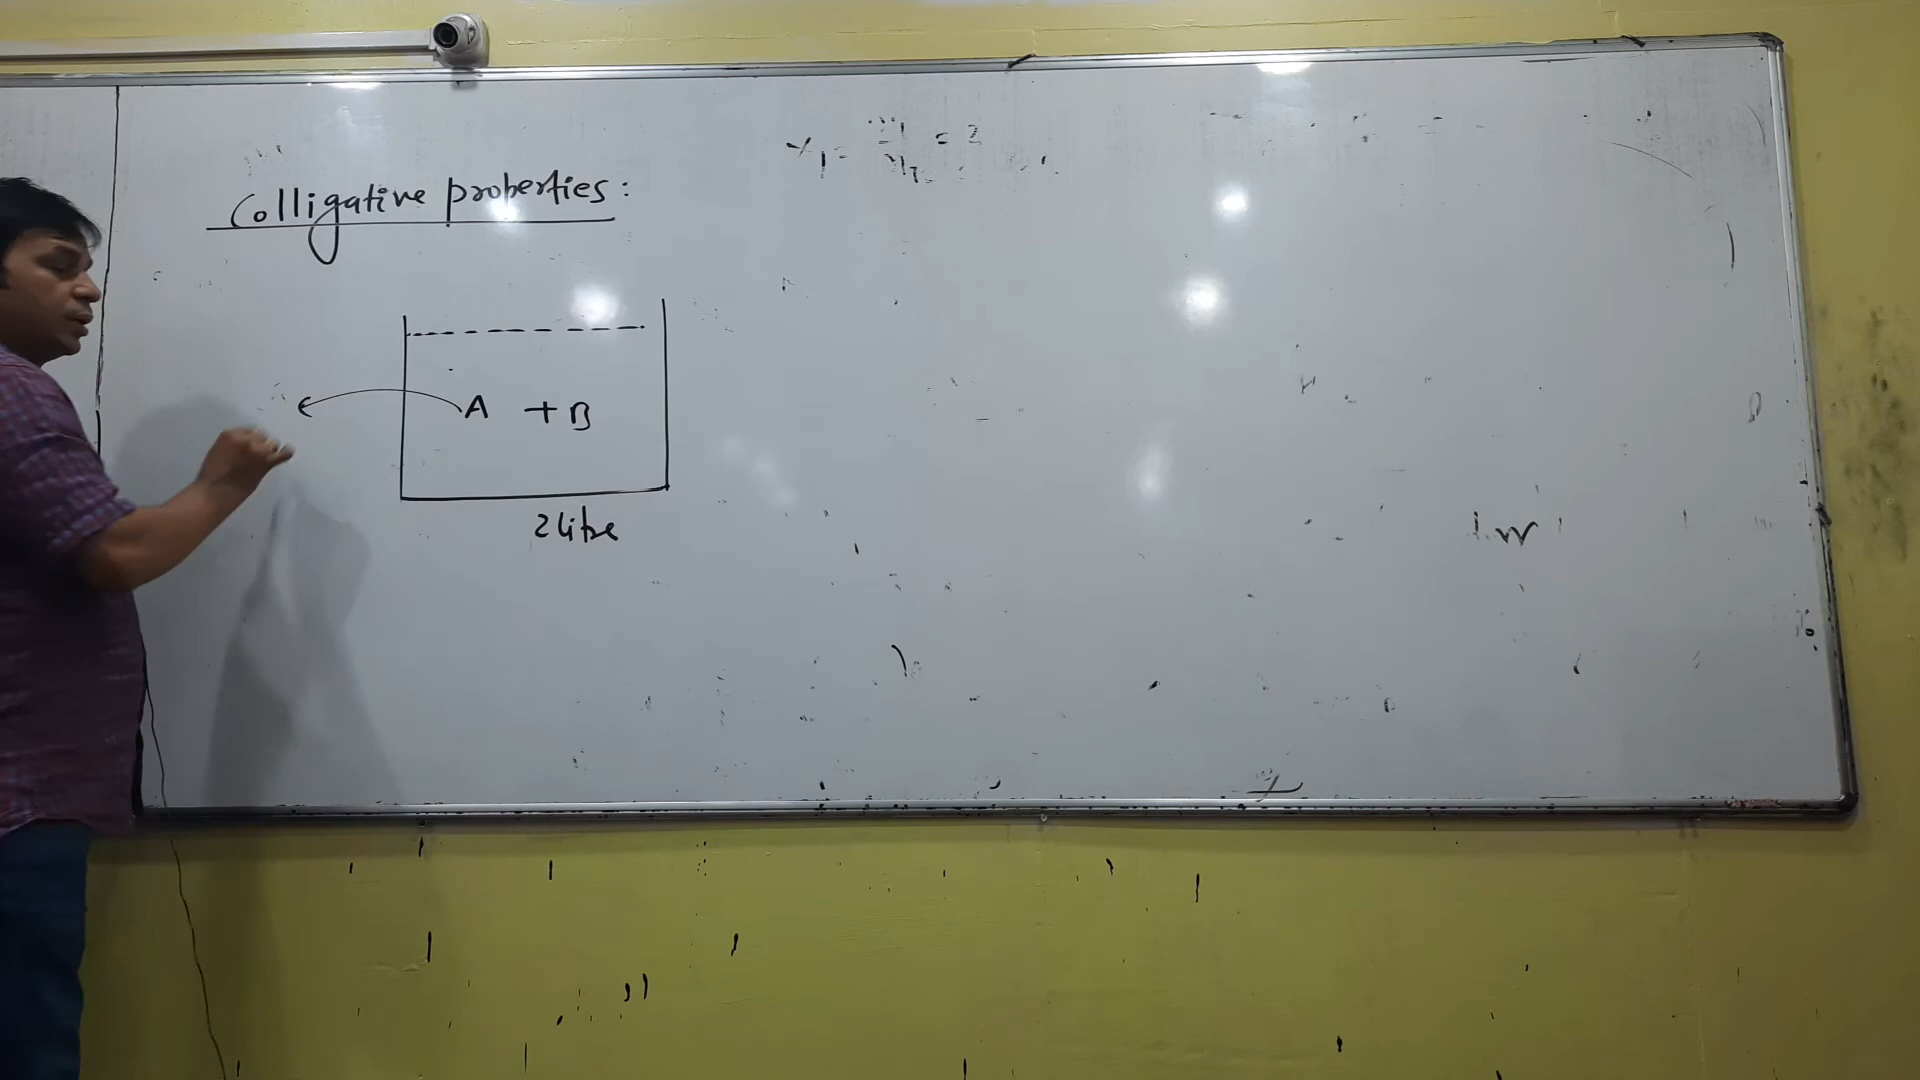 Colligative properties:
A + B
2 Litre